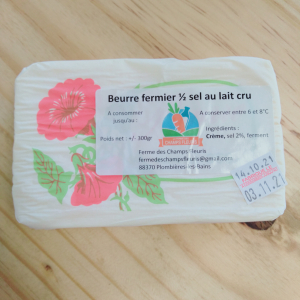 Beurre fermier ½ sel au lait cru
A consommer
jusqu'au :
A conserver entre 6 et 8°C
Poids net : +/- 300gr
Ingrédients :
Crème, sel 2%, ferment
Ferme des Champs Fleuris
fermedeschampsfleuris@gmail.com
88370 Plombières-les-Bains
14.10.21
03.11.21